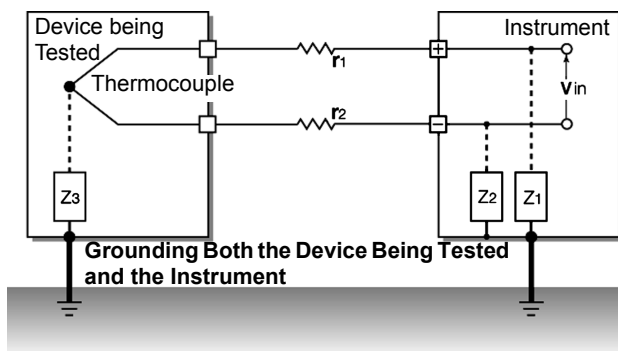 Device being
Tested
Thermocouple
Z3
r1
r2
Instrument
+
−
Vin
Z2
Z1
Grounding Both the Device Being Tested
and the Instrument